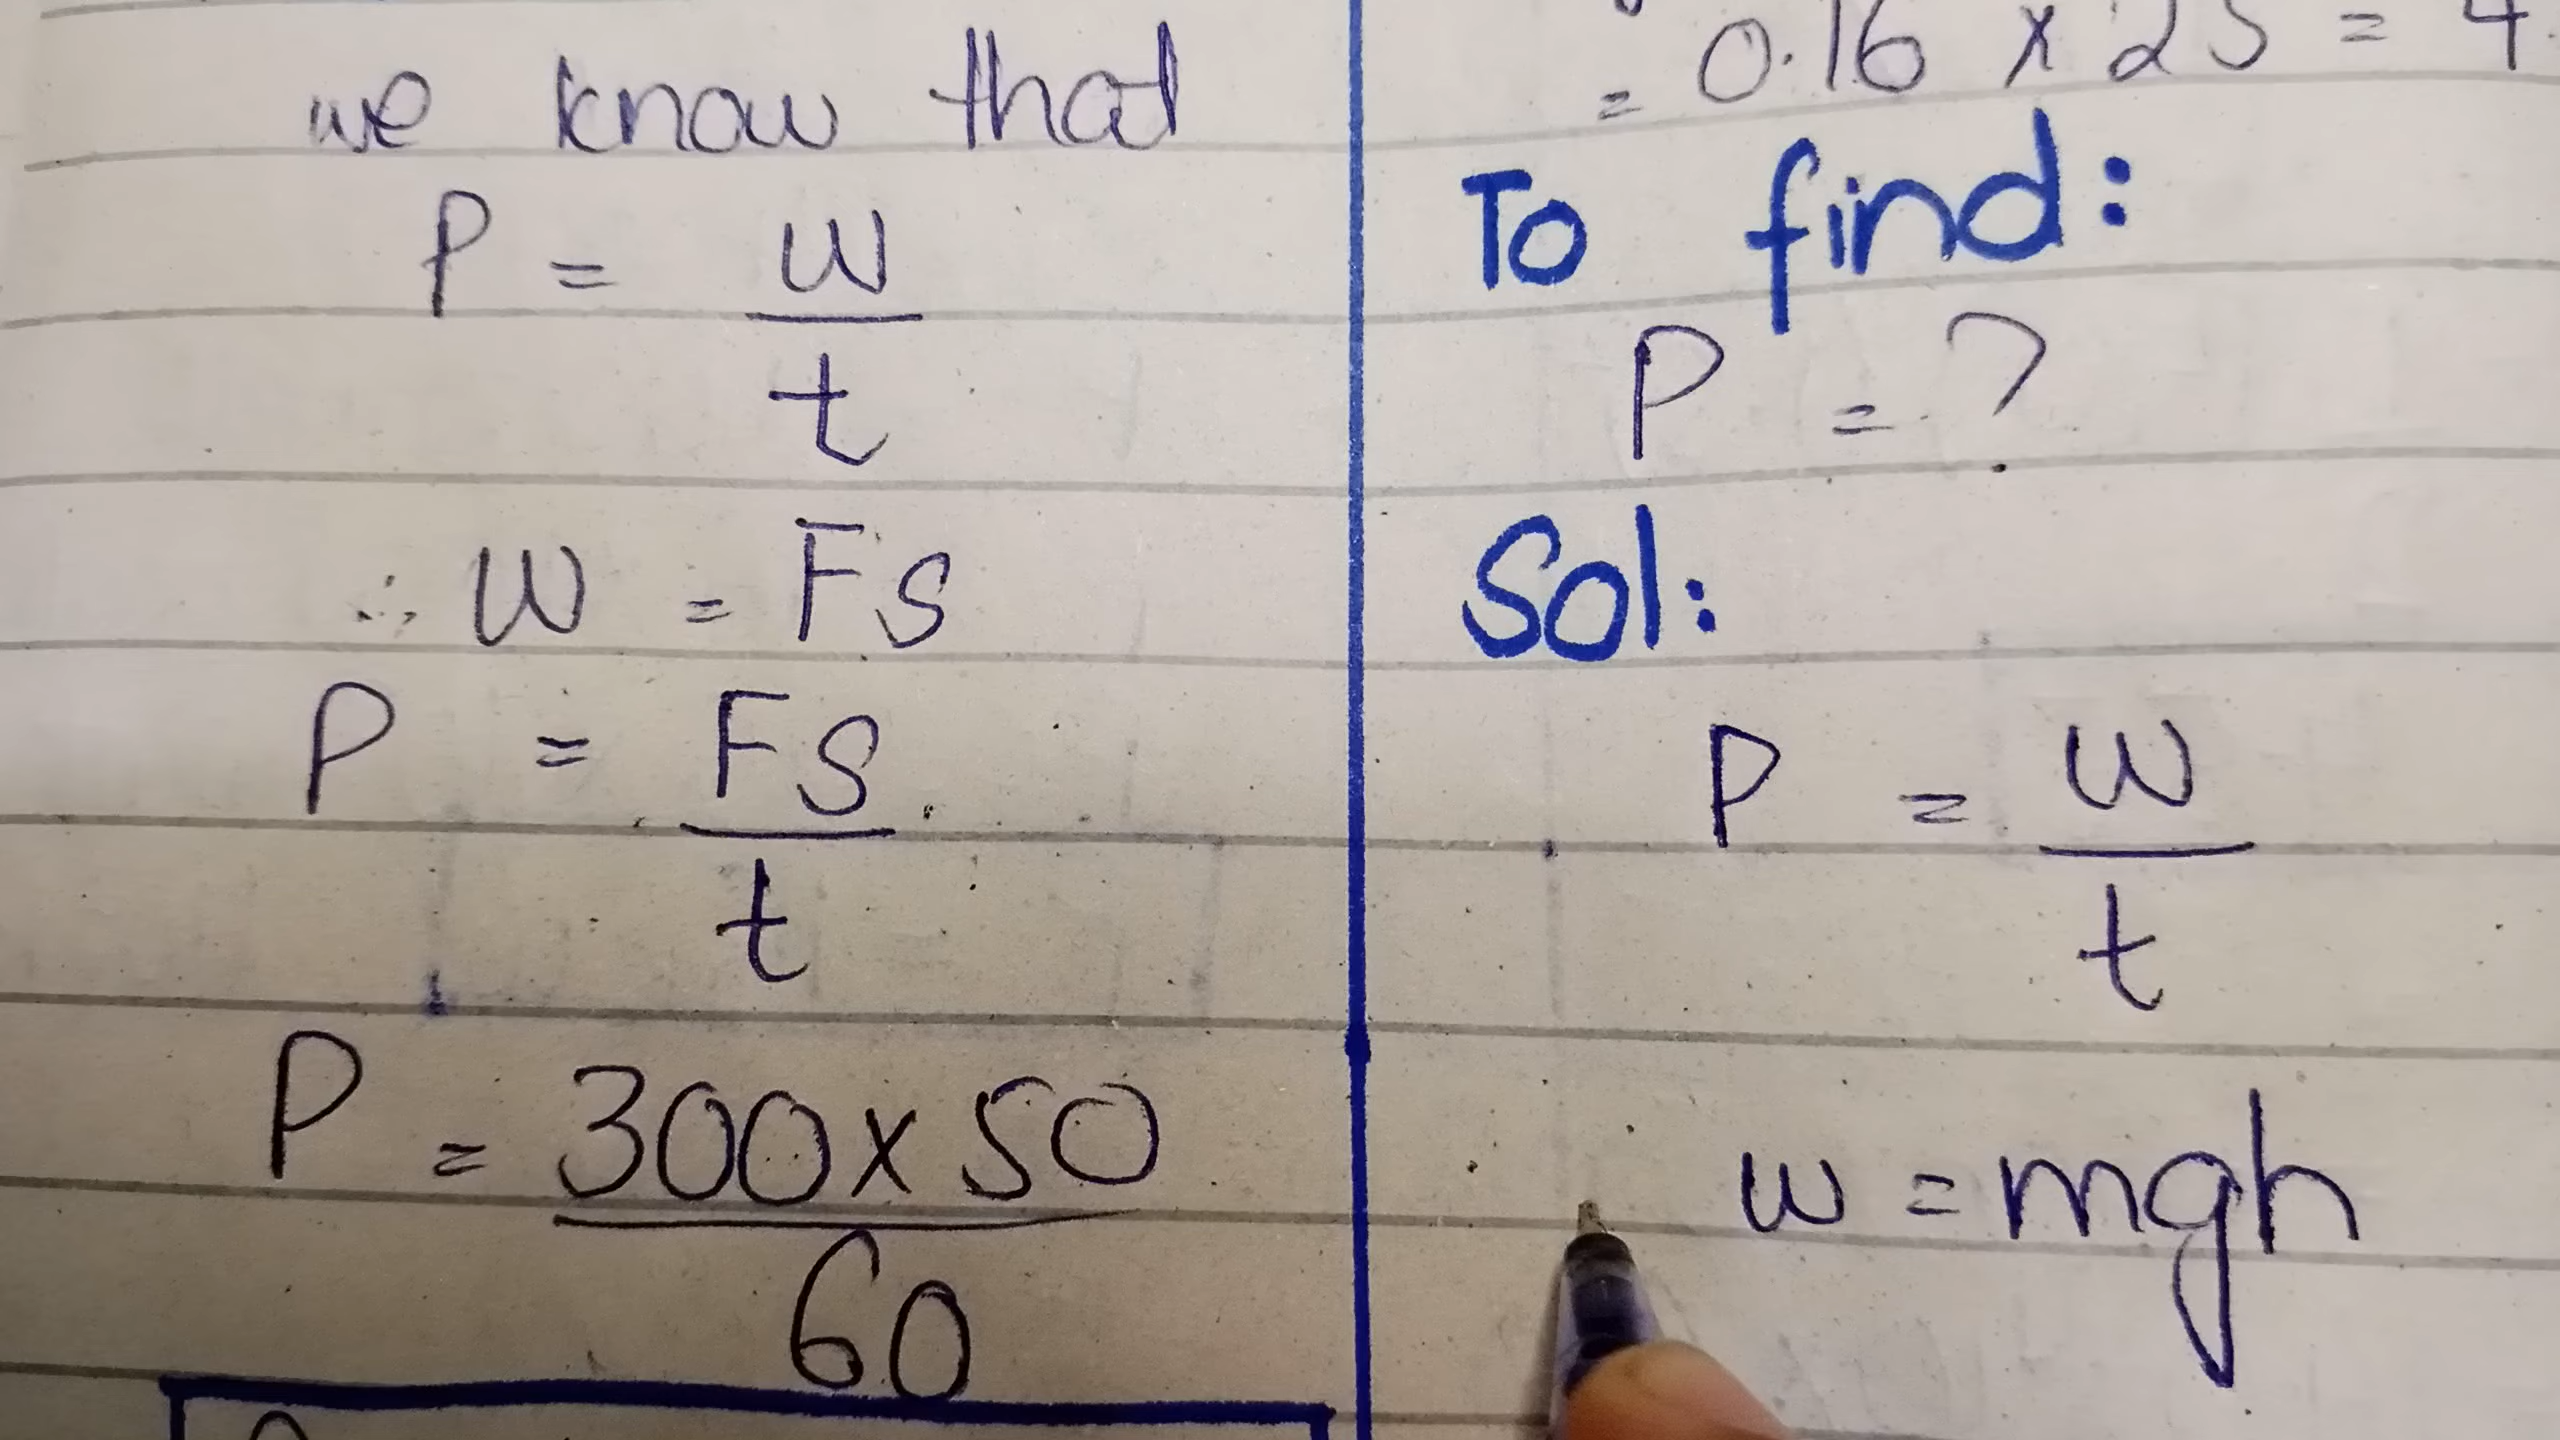 we know that
P = W
t
∴ W = FS
P = FS
t
P = 300 x 50
60
= 0.16 x 25 = 4
To find:
P = ?
Sol:
P = W
t
W = mgh